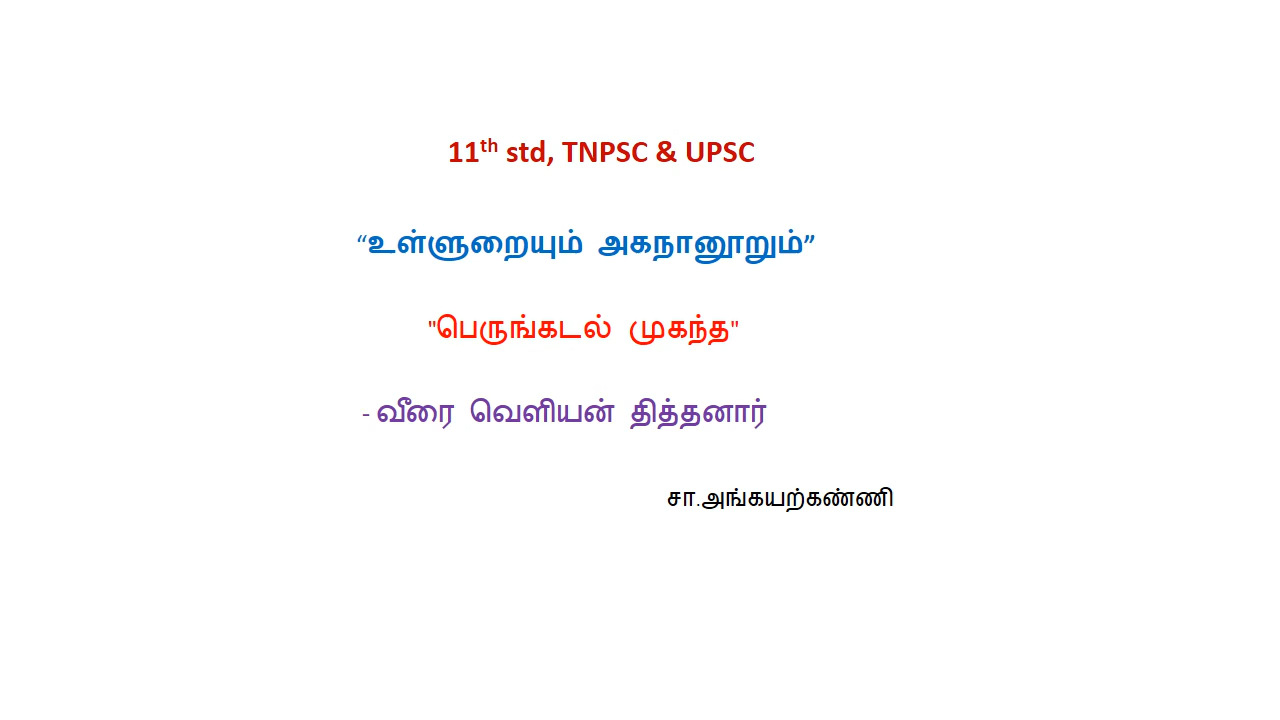 11th std, TNPSC & UPSC
“உள்ளுறையும் அகநானூறும்”
"பெருங்கடல் முகந்த"
- வீரை வெளியன் தித்தனார்
சா.அங்கயற்கண்ணி